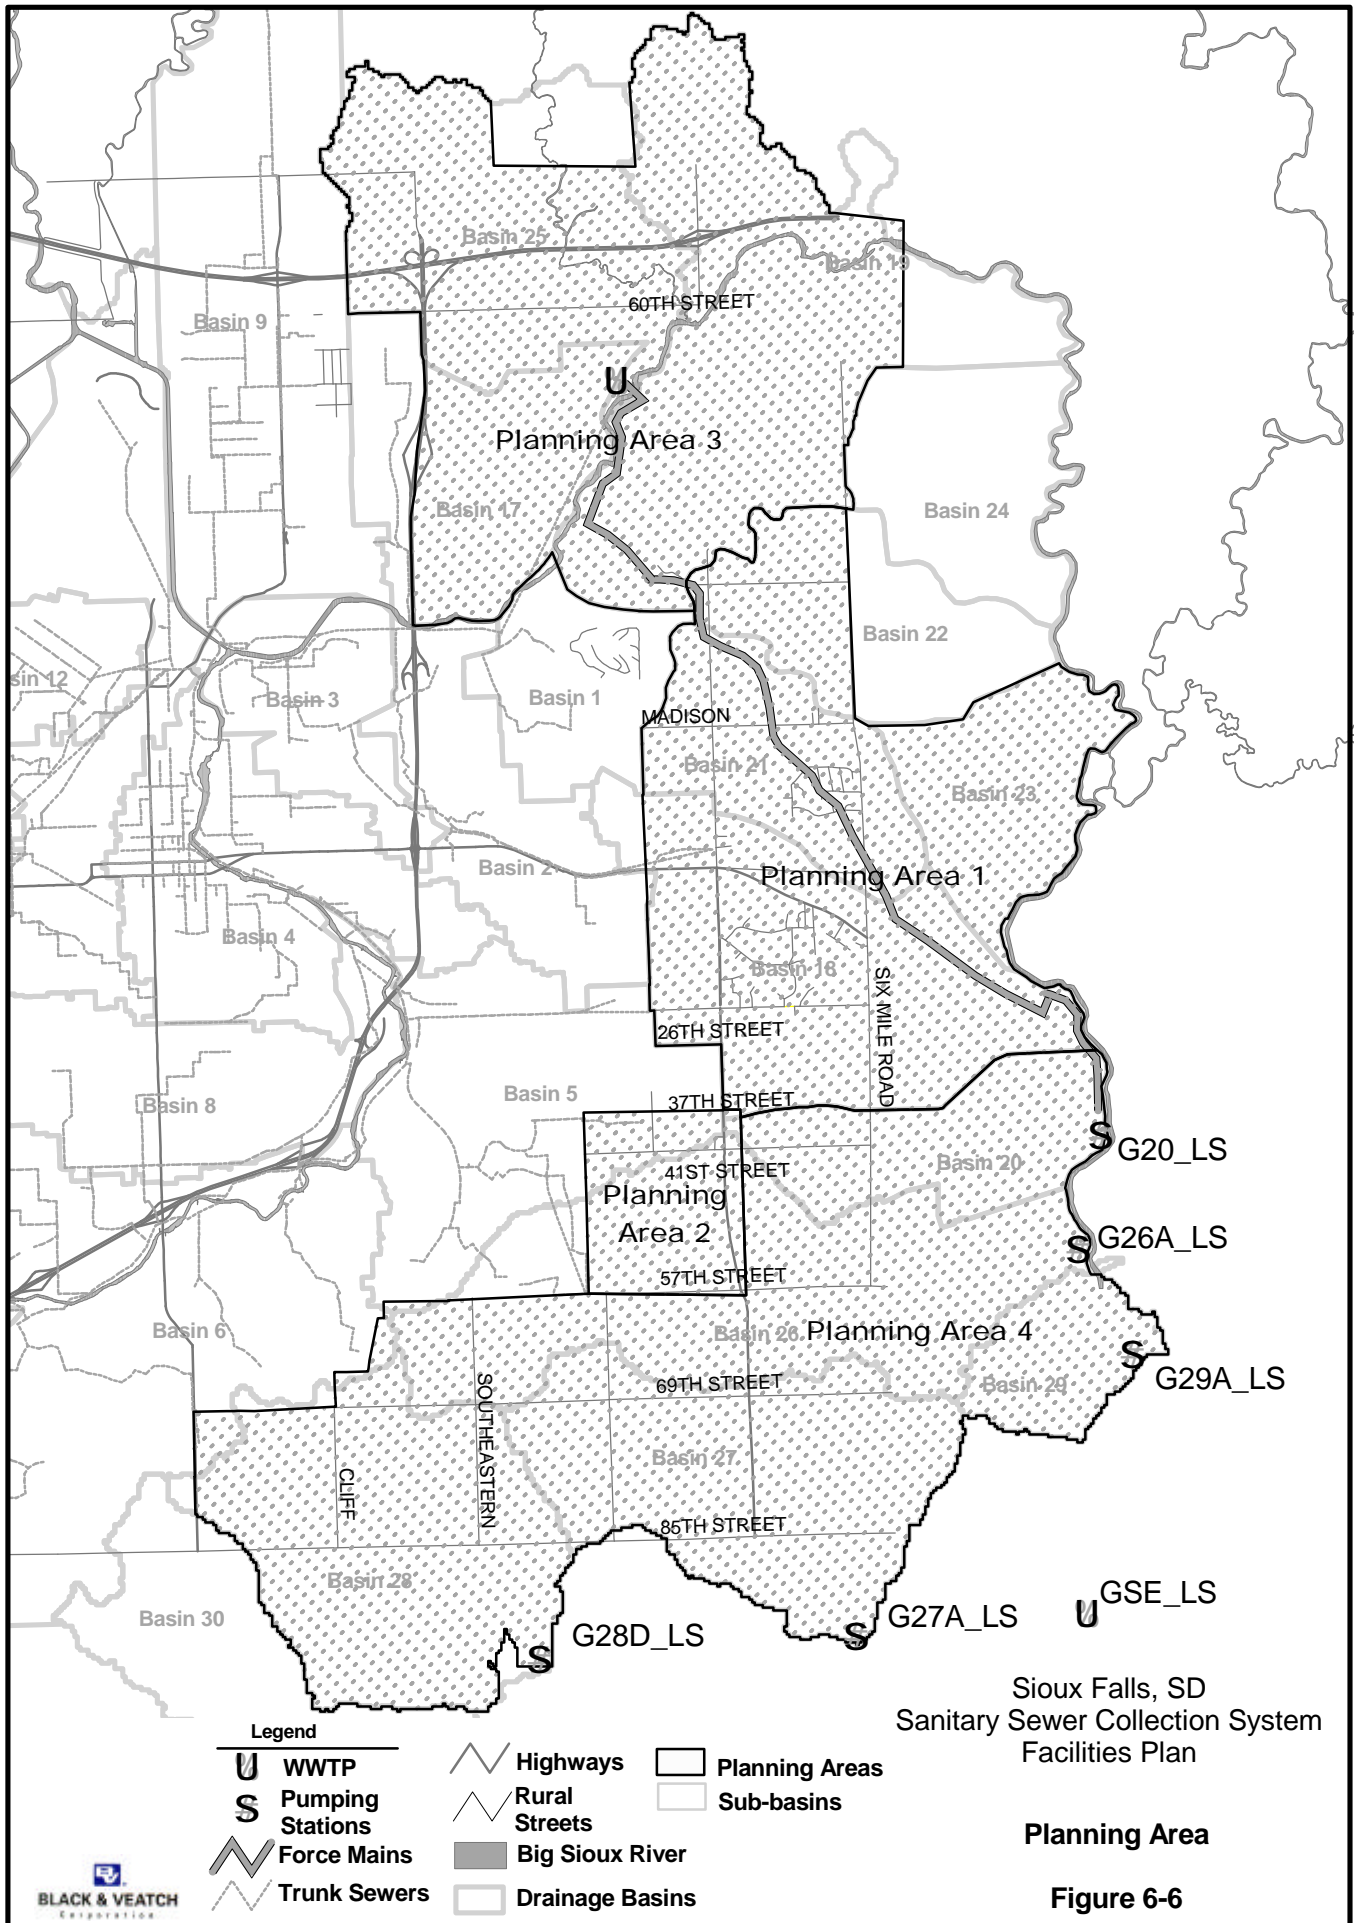 Basin 25
Basin 19
60TH STREET
Basin 9
U
Planning Area 3
Basin 17
Basin 24
Basin 22
sin 12
Basin 3
Basin 1
MADISON
Basin 21
Basin 23
Basin 2
Planning Area 1
Basin 4
Basin 18
SIX MILE ROAD
26TH STREET
Basin 5
37TH STREET
Basin 8
S
G20_LS
41ST STREET
Basin 20
Planning
Area 2
S
G26A_LS
57TH STREET
Basin 6
Basin 26
Planning Area 4
S
G29A_LS
69TH STREET
Basin 29
SOUTHEASTERN
CLIFF
Basin 27
85TH STREET
Basin 28
Basin 30
G28D_LS
S
G27A_LS
S
GSE_LS
U
Sioux Falls, SD
Sanitary Sewer Collection System
Facilities Plan
Legend
U WWTP
S Pumping
Stations
Force Mains
Trunk Sewers
Highways
Rural
Streets
Big Sioux River
Drainage Basins
Planning Areas
Sub-basins
Planning Area
Figure 6-6
BV
BLACK & VEATCH
Corporation